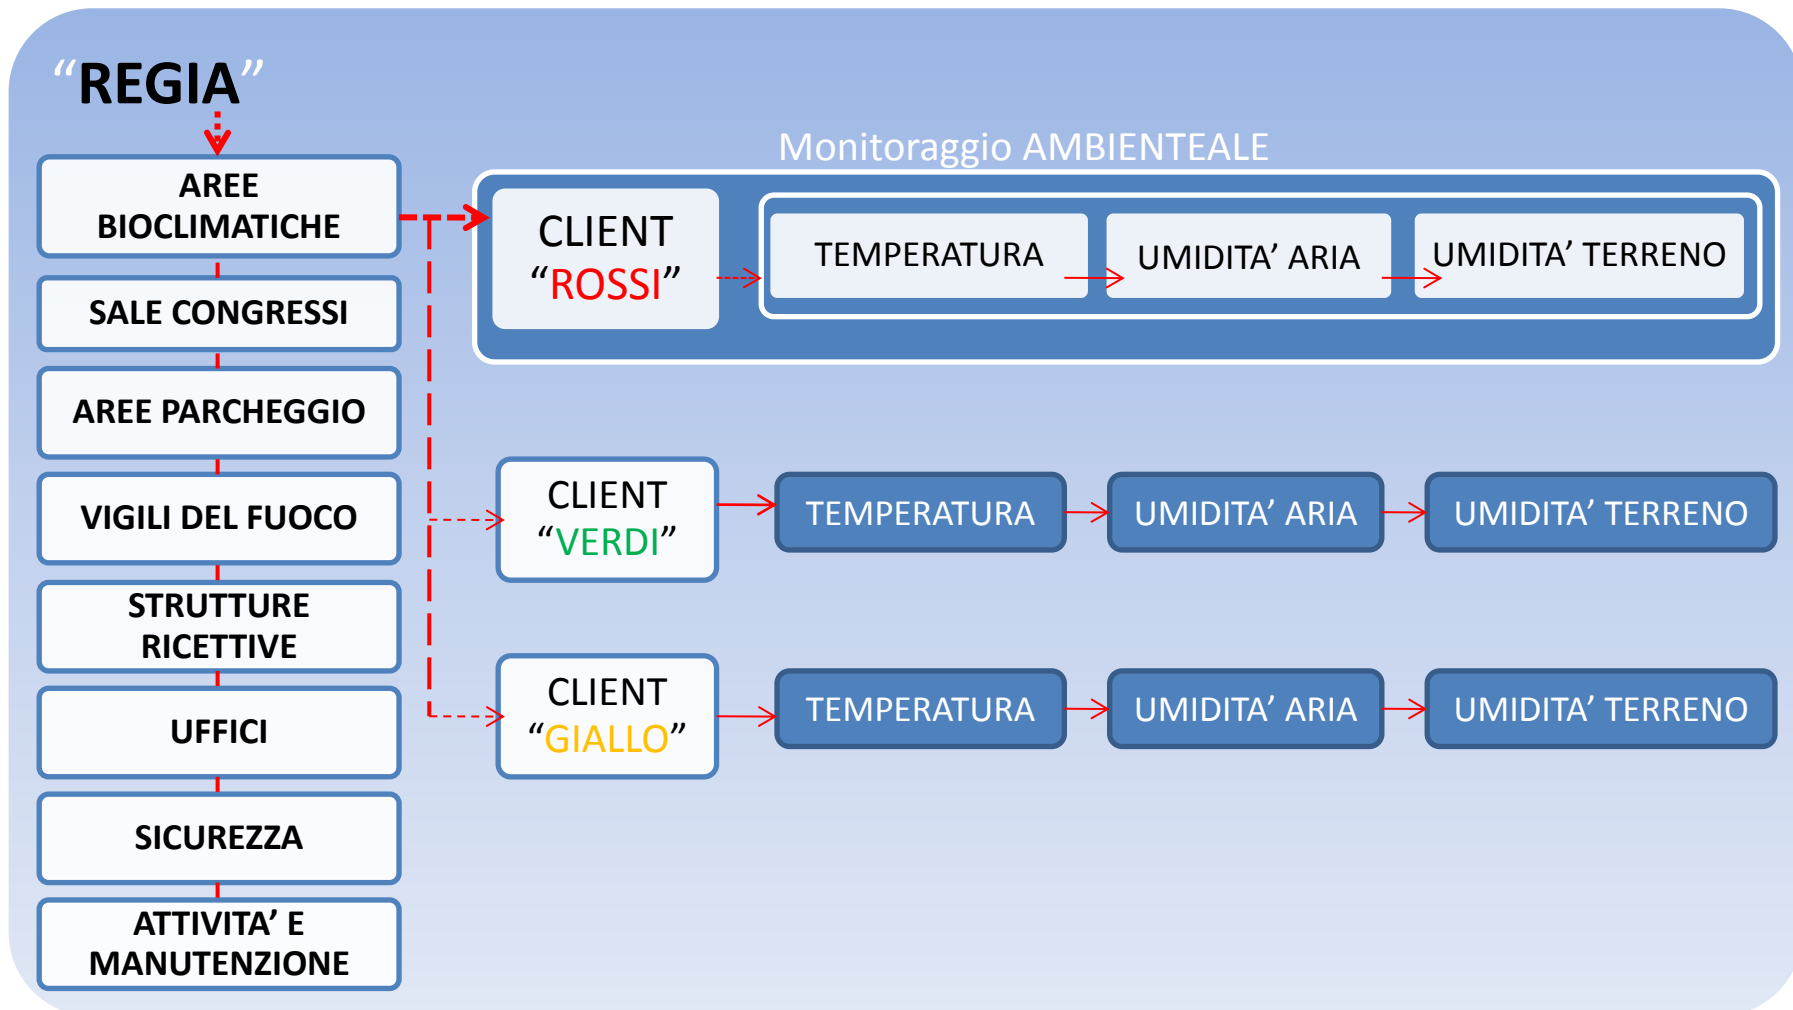 “REGIA”
AREE
BIOCLIMATICHE
SALE CONGRESSI
AREE PARCHEGGIO
VIGILI DEL FUOCO
STRUTTURE
RICETTIVE
UFFICI
SICUREZZA
ATTIVITA’ E
MANUTENZIONE
Monitoraggio AMBIENTEALE
CLIENT
“ROSSI”
TEMPERATURA
UMIDITA’ ARIA
UMIDITA’ TERRENO
CLIENT
“VERDI”
TEMPERATURA
UMIDITA’ ARIA
UMIDITA’ TERRENO
CLIENT
“GIALLO”
TEMPERATURA
UMIDITA’ ARIA
UMIDITA’ TERRENO